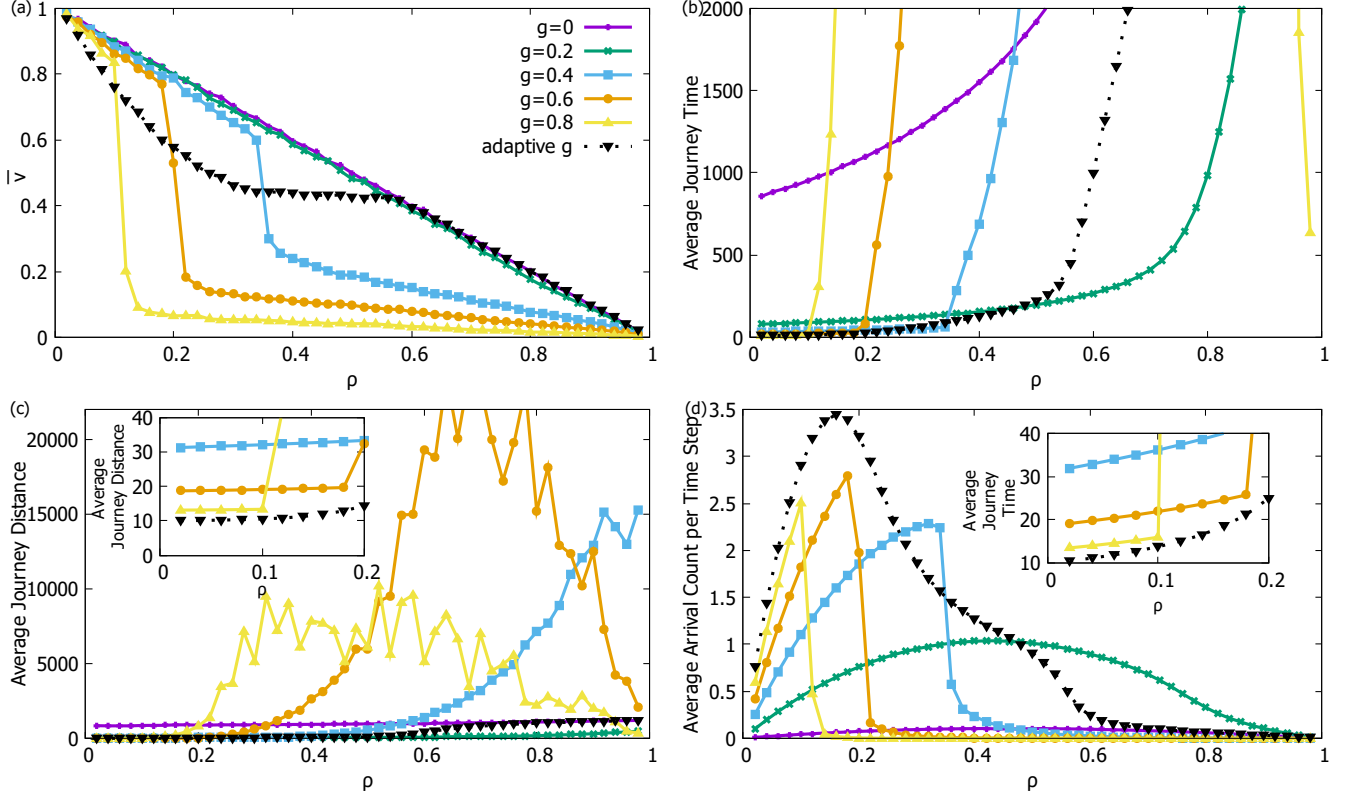 (a)
1
0.8
0.6
0.4
0.2
0
v
0 0.2 0.4 0.6 0.8 1
ρ
g=0
g=0.2
g=0.4
g=0.6
g=0.8
adaptive g
(b)
2000
1500
1000
500
0
Average Journey Time
0 0.2 0.4 0.6 0.8 1
ρ
(c)
20000
15000
10000
5000
0
Average Journey Distance
0 0.2 0.4 0.6 0.8 1
ρ
40
30
20
10
0
Average
Journey Distance
0 0.1 0.2
ρ
(d)
3.5
3
2.5
2
1.5
1
0.5
0
Average Arrival Count per Time Step
0 0.2 0.4 0.6 0.8 1
ρ
40
30
20
10
Average
Journey
Time
0 0.1 0.2
ρ